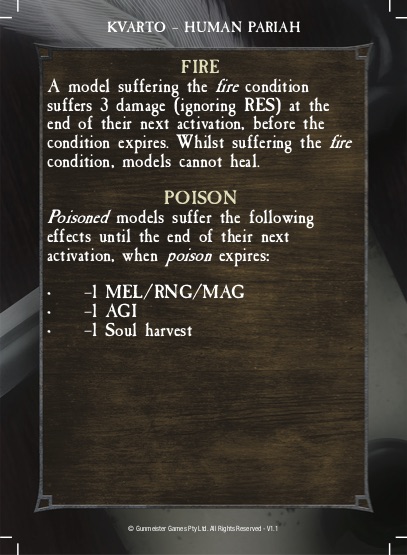 KVARTO - HUMAN PARIAH
FIRE
A model suffering the fire condition
suffers 3 damage (ignoring RES) at the
end of their next activation, before the
condition expires. Whilst suffering the fire
condition, models cannot heal.
POISON
Poisoned models suffer the following
effects until the end of their next
activation, when poison expires:
· -1 MEL/RNG/MAG
· -1 AGI
· -1 Soul harvest
© Gunmeister Games Pty Ltd. All Rights Reserved - V1.1